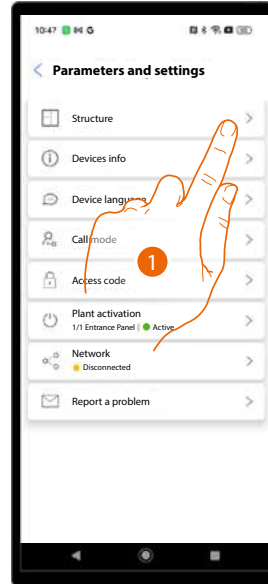 10:47
Parameters and settings
Structure
Devices info
Device language
Call mode
Access code
Plant activation
1/1 Entrance Panel | Active
Network
Disconnected
Report a problem
1